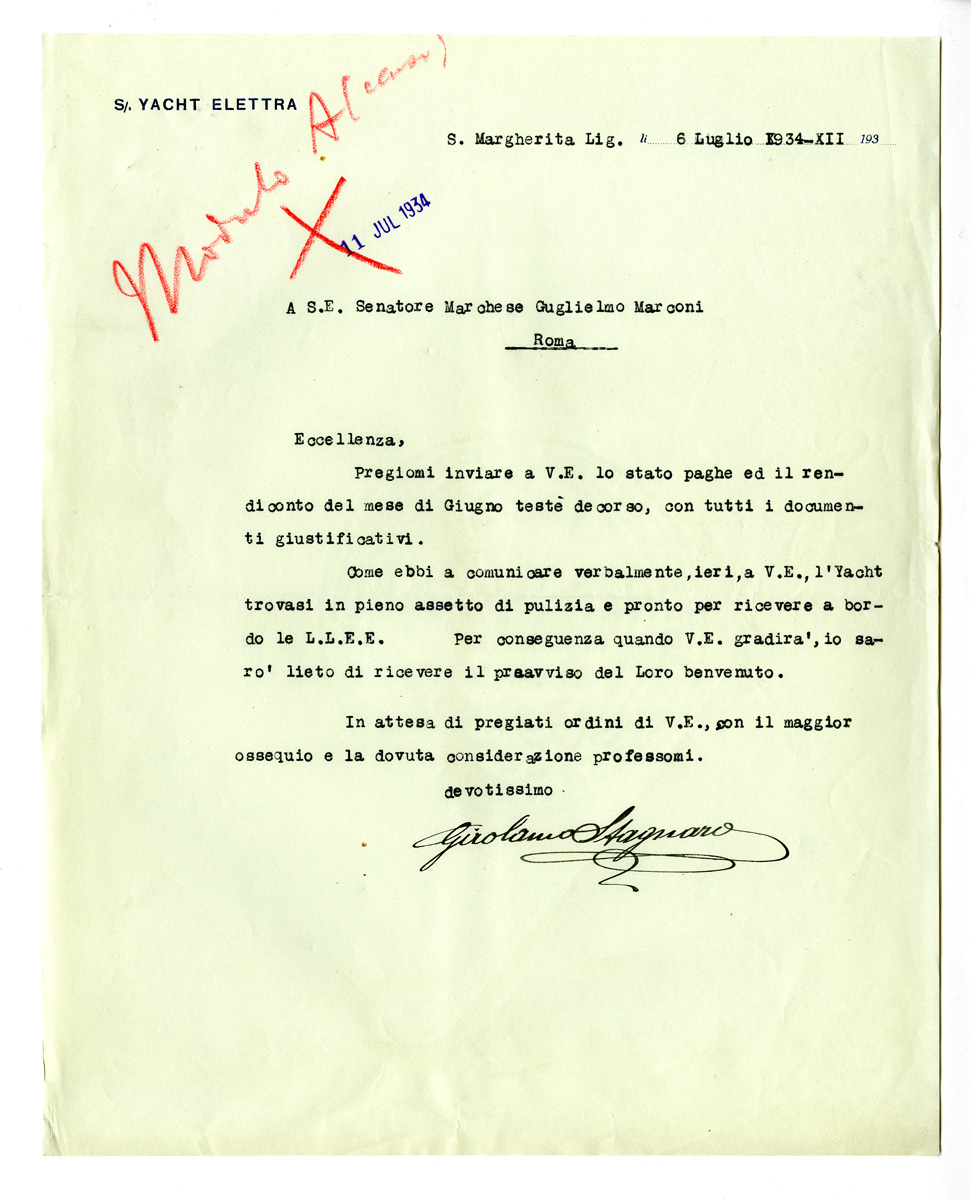 S/. YACHT ELETTRA
Modulo A
11 JUL 1934
S. Margherita Lig. li 6 Luglio 1934-XII 193
A S.E. Senatore Marchese Guglielmo Marconi
Roma
Eccellenza,
Pregiomi inviare a V.E. lo stato paghe ed il ren-
diconto del mese di Giugno testè decorso, con tutti i documen-
ti giustificativi.
Come ebbi a comunicare verbalmente,ieri,a V.E.,l'Yacht
trovasi in pieno assetto di pulizia e pronto per ricevere a bor-
do le L.L.E.E. Per conseguenza quando V.E. gradira',io sa-
ro' lieto di ricevere il preavviso del Loro benvenuto.
In attesa di pregiati ordini di V.E.,con il maggior
ossequio e la dovuta considerazione professomi.
devotissimo
Girolamo Stagnaro